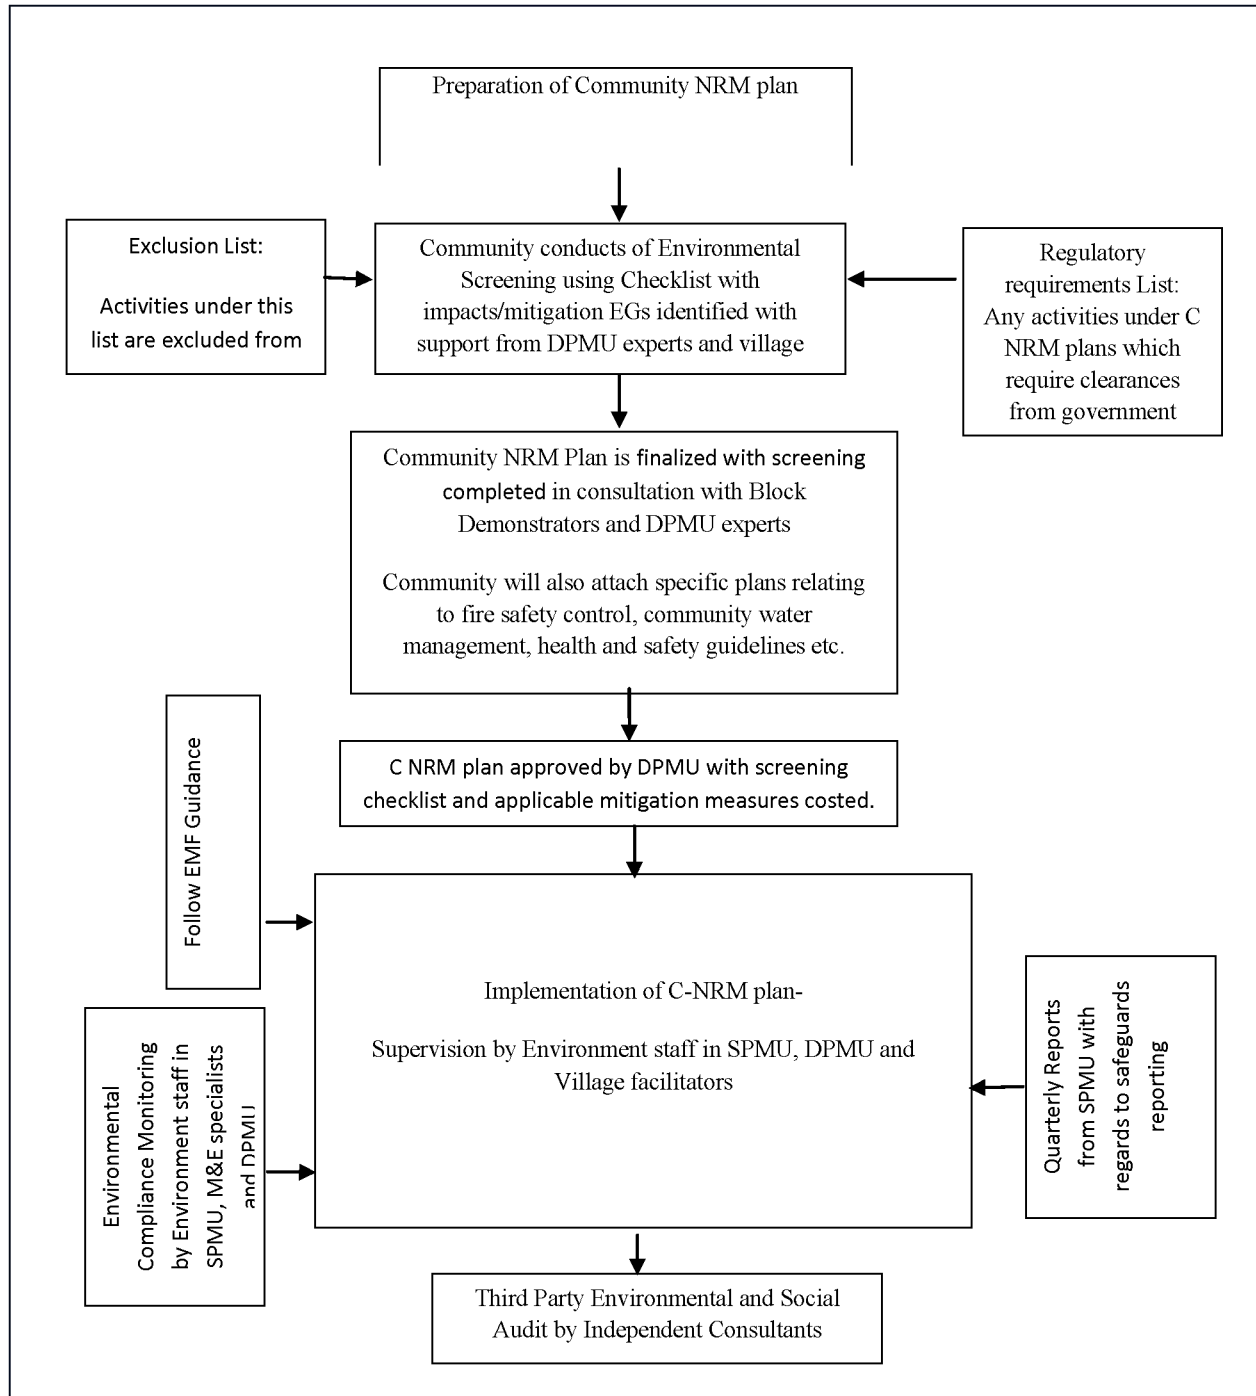 Preparation of Community NRM plan
Exclusion List:
Activities under this
list are excluded from
Community conducts of Environmental
Screening using Checklist with
impacts/mitigation EGs identified with
support from DPMU experts and village
Regulatory
requirements List:
Any activities under C
NRM plans which
require clearances
from government
Community NRM Plan is finalized with screening
completed in consultation with Block
Demonstrators and DPMU experts
Community will also attach specific plans relating
to fire safety control, community water
management, health and safety guidelines etc.
C NRM plan approved by DPMU with screening
checklist and applicable mitigation measures costed.
Follow EMF Guidance
Environmental
Compliance Monitoring
by Environment staff in
SPMU, M&E specialists
and DPMU
Implementation of C-NRM plan-
Supervision by Environment staff in SPMU, DPMU and
Village facilitators
Quarterly Reports
from SPMU with
regards to safeguards
reporting
Third Party Environmental and Social
Audit by Independent Consultants